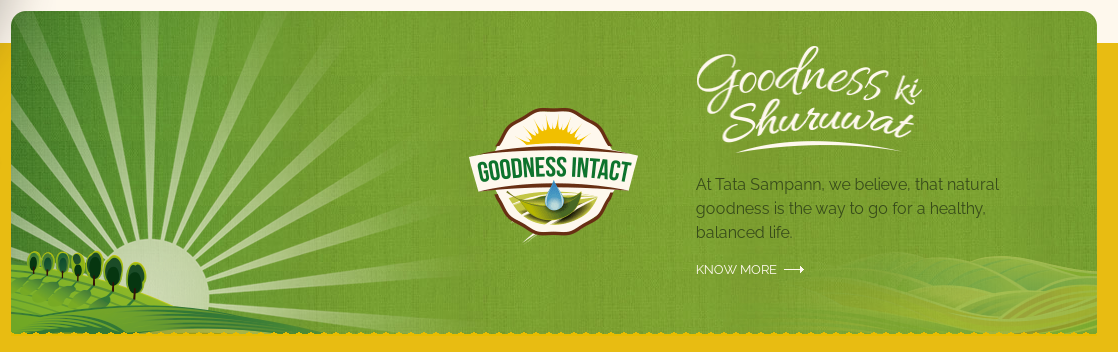 GOODNESS INTACT
Goodness ki
Shuruwat
At Tata Sampann, we believe, that natural
goodness is the way to go for a healthy,
balanced life.
KNOW MORE